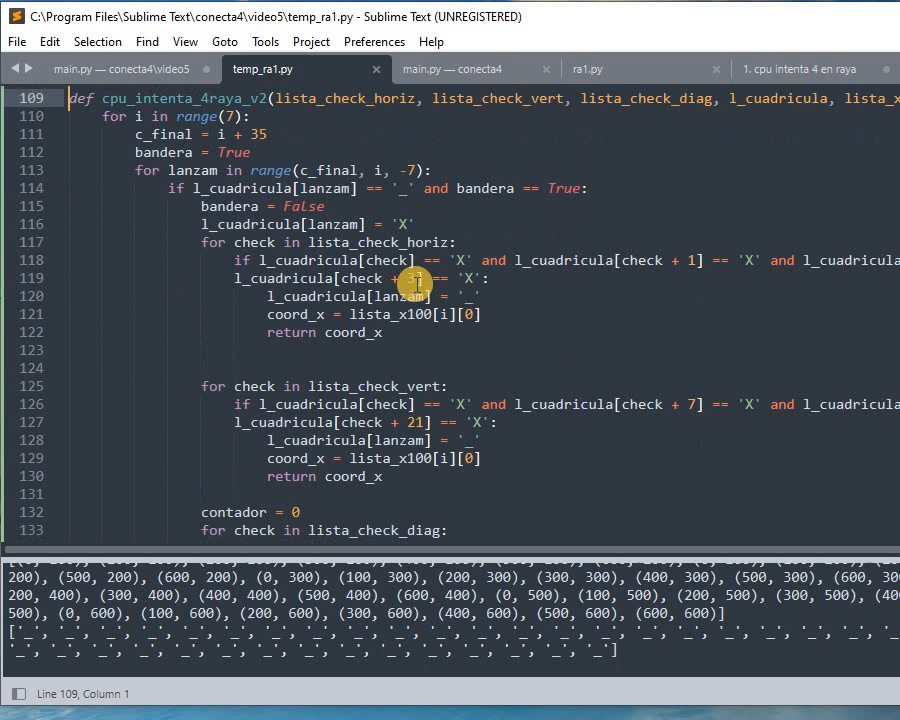 C:\Program Files\Sublime Text\conecta4\video5\temp_ra1.py - Sublime Text (UNREGISTERED)
File Edit Selection Find View Goto Tools Project Preferences Help
main.py — conecta4\video5 temp_ra1.py main.py — conecta4 ra1.py 1. cpu intenta 4 en raya
109 def cpu_intenta_4raya_v2(lista_check_horiz, lista_check_vert, lista_check_diag, l_cuadricula, lista_x
110 for i in range(7):
111 c_final = i + 35
112 bandera = True
113 for lanzam in range(c_final, i, -7):
114 if l_cuadricula[lanzam] == '_' and bandera == True:
115 bandera = False
116 l_cuadricula[lanzam] = 'X'
117 for check in lista_check_horiz:
118 if l_cuadricula[check] == 'X' and l_cuadricula[check + 1] == 'X' and l_cuadricula
119 l_cuadricula[check + 3] == 'X':
120 l_cuadricula[lanzam] = '_'
121 coord_x = lista_x100[i][0]
122 return coord_x
123
124
125 for check in lista_check_vert:
126 if l_cuadricula[check] == 'X' and l_cuadricula[check + 7] == 'X' and l_cuadricula
127 l_cuadricula[check + 21] == 'X':
128 l_cuadricula[lanzam] = '_'
129 coord_x = lista_x100[i][0]
130 return coord_x
131
132 contador = 0
133 for check in lista_check_diag:
200), (500, 200), (600, 200), (0, 300), (100, 300), (200, 300), (300, 300), (400, 300), (500, 300), (600, 30
200, 400), (300, 400), (400, 400), (500, 400), (600, 400), (0, 500), (100, 500), (200, 500), (300, 500), (40
500), (0, 600), (100, 600), (200, 600), (300, 600), (400, 600), (500, 600), (600, 600)]
['_', '_', '_', '_', '_', '_', '_', '_', '_', '_', '_', '_', '_', '_', '_', '_', '_', '_', '_', '_', '_', '_
'_', '_', '_', '_', '_', '_', '_', '_', '_', '_', '_', '_', '_', '_', '_']
Line 109, Column 1